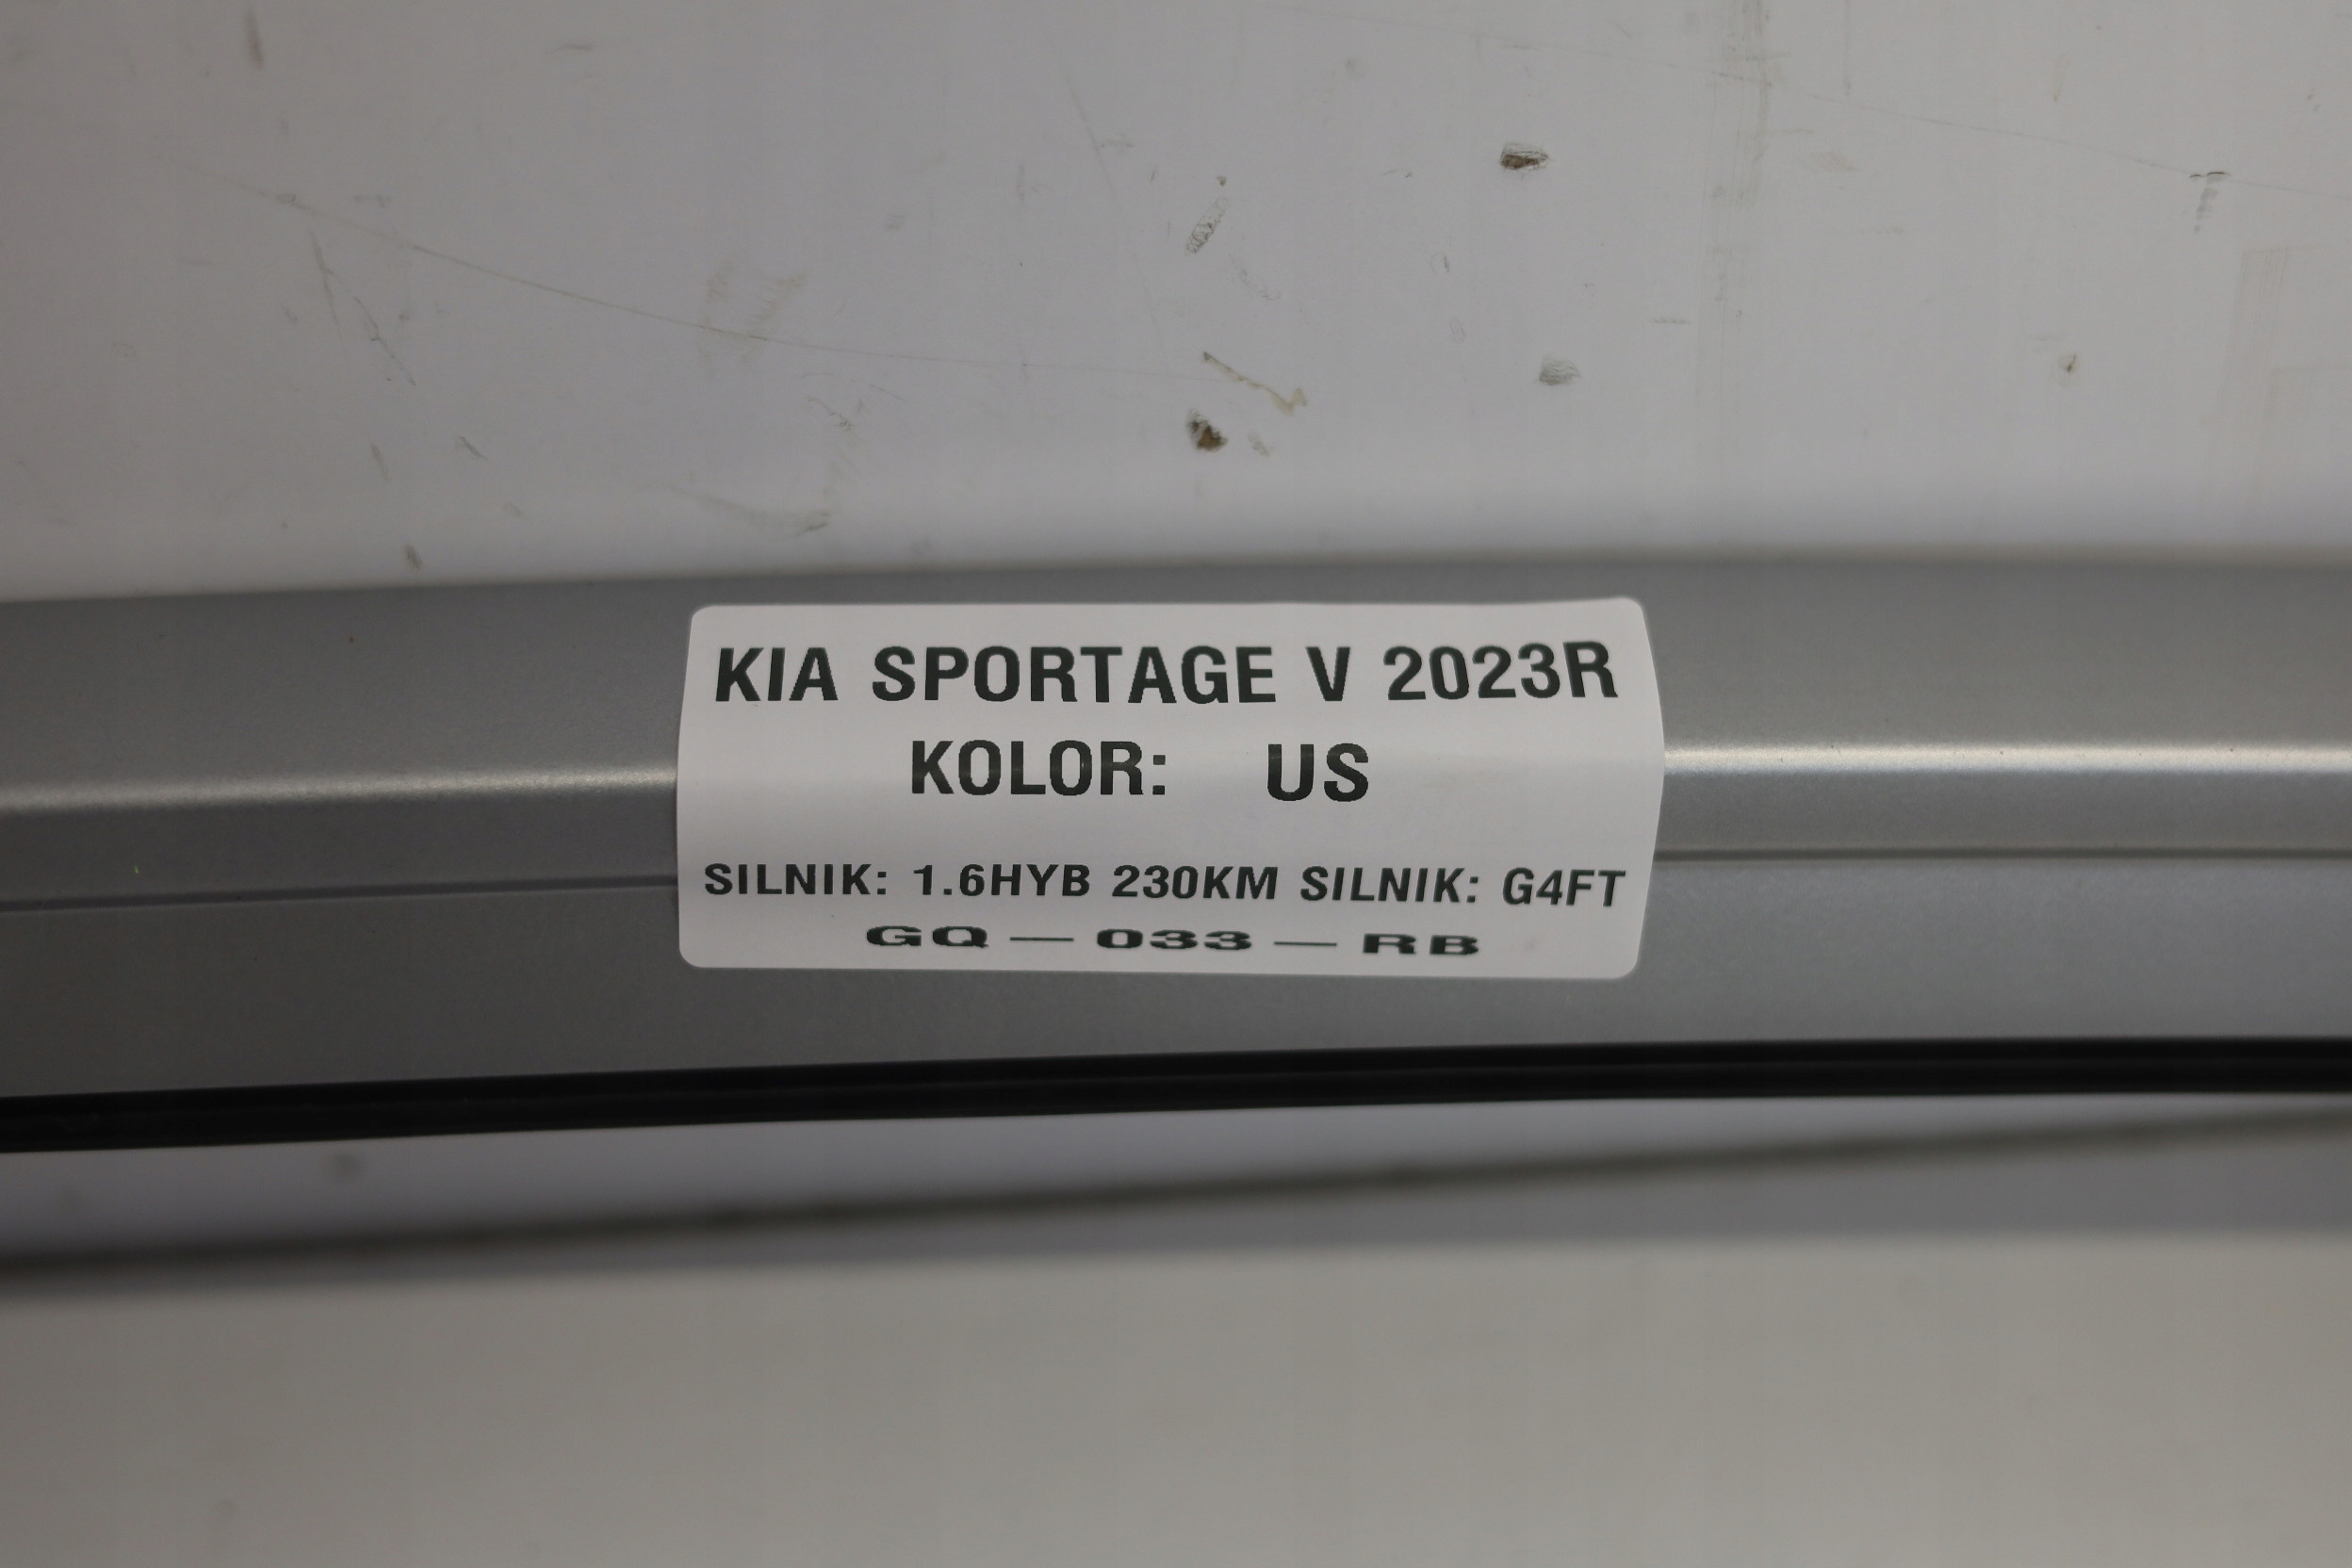 KIA SPORTAGE V 2023R
KOLOR: US
SILNIK: 1.6HYB 230KM SILNIK: G4FT
GQ — 033 — RB